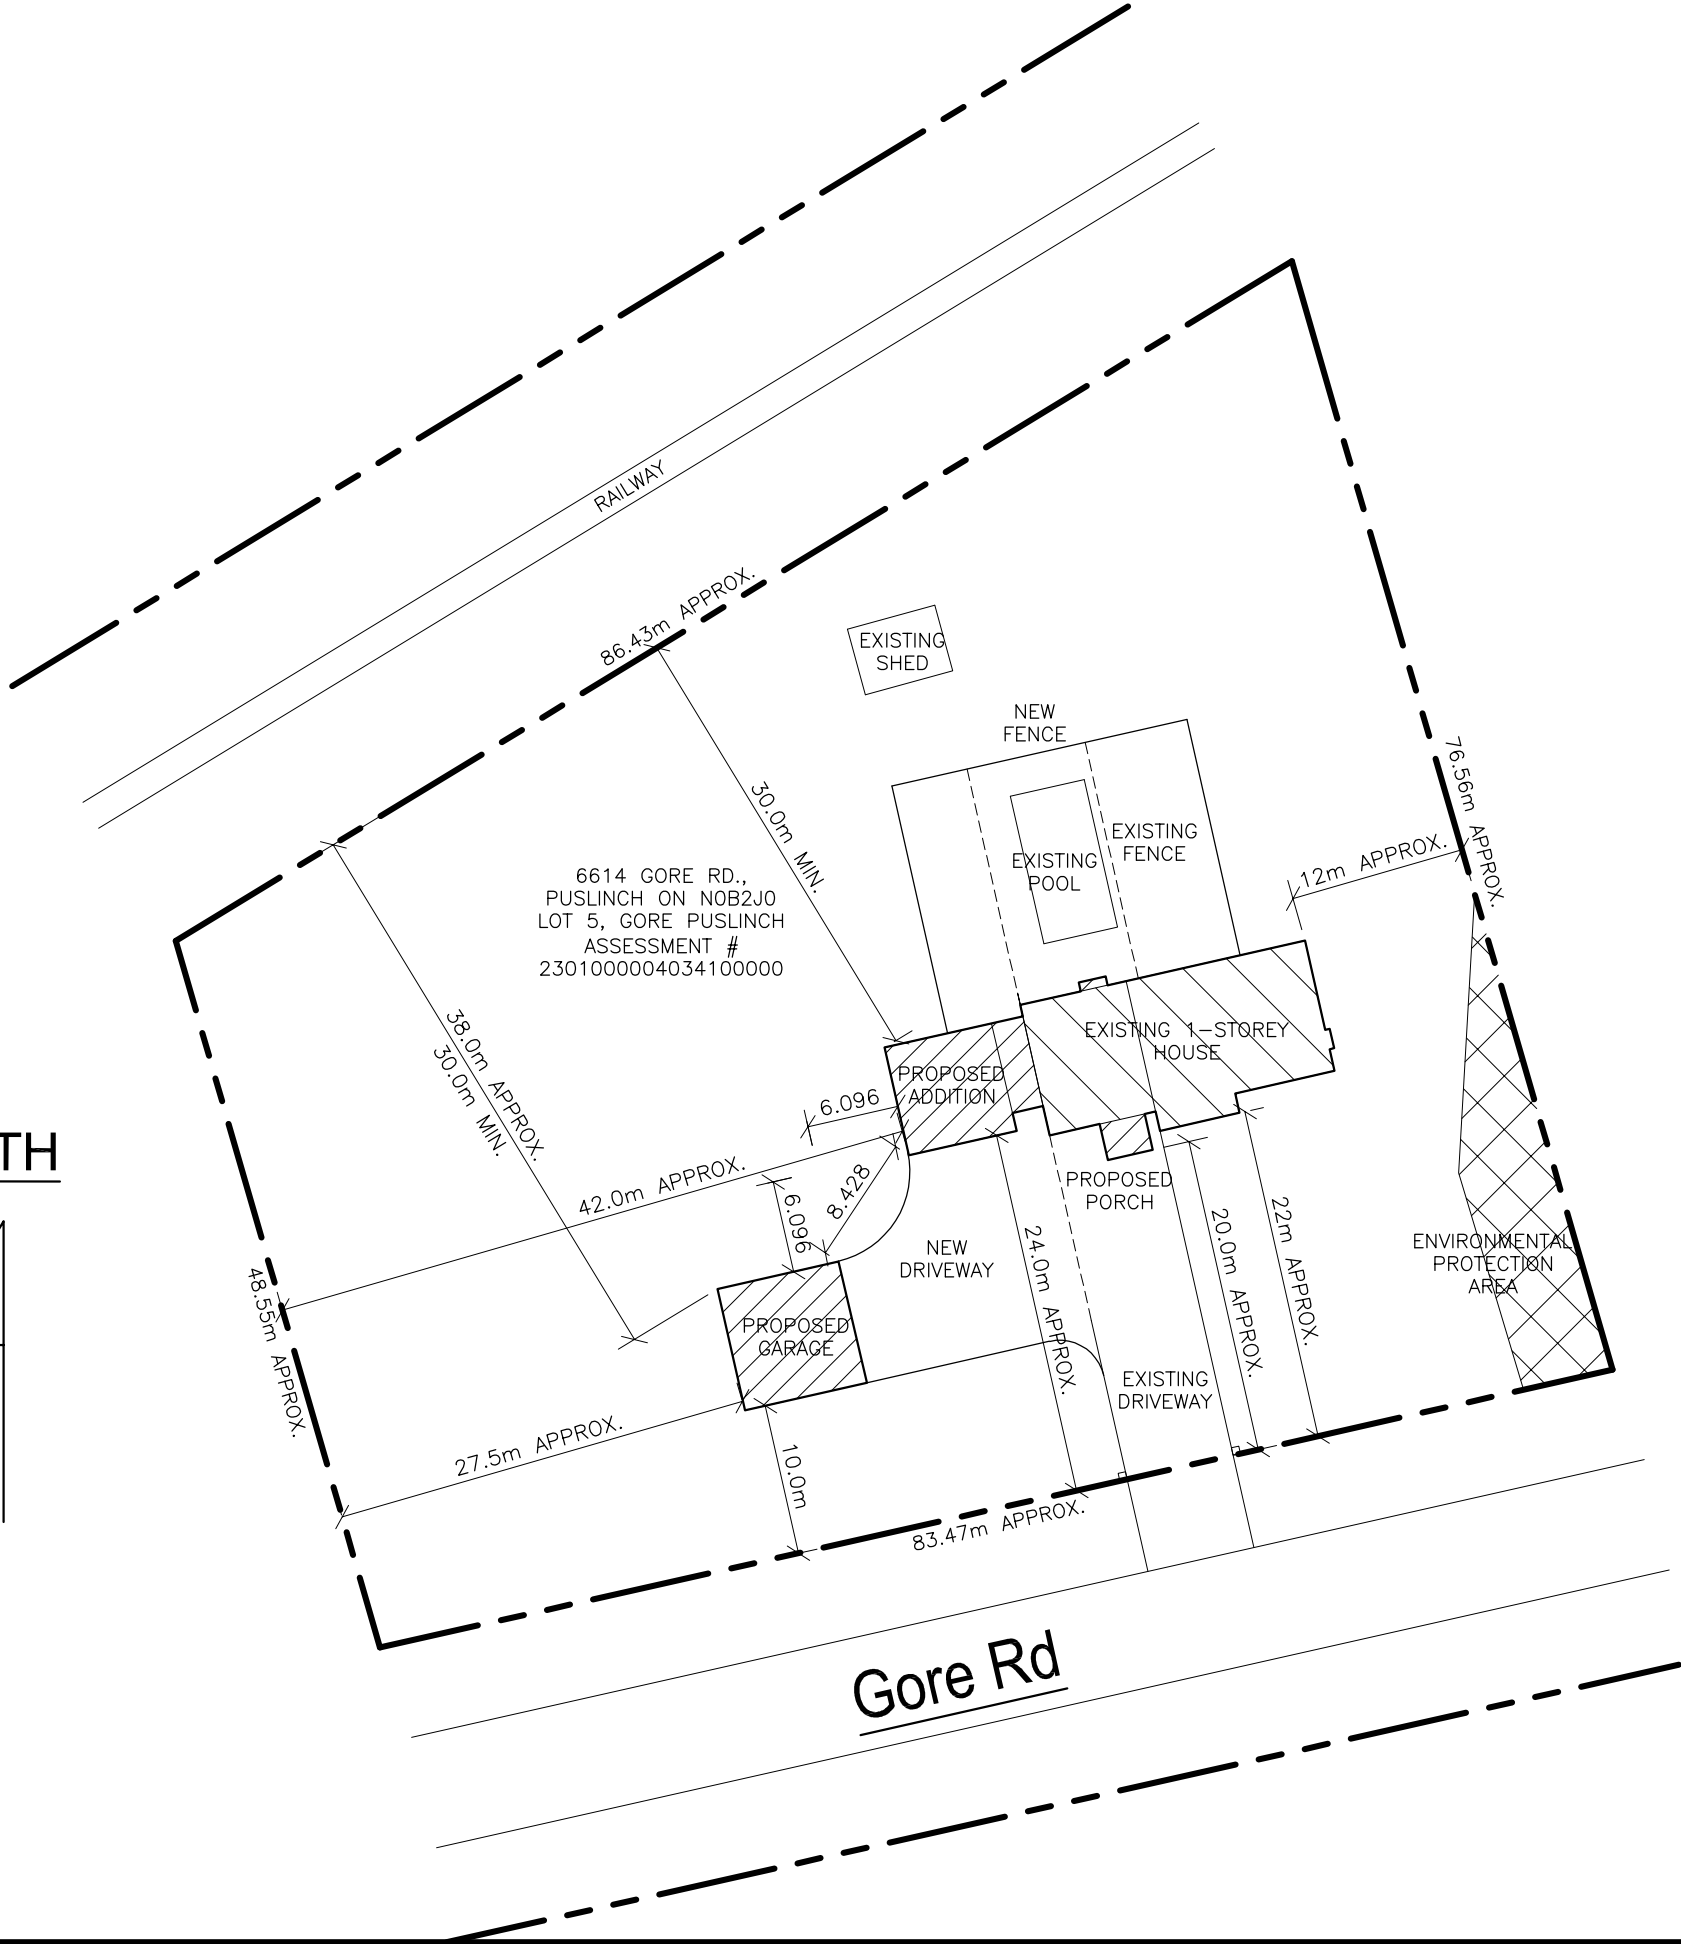 RAILWAY
86.43m APPROX.
EXISTING
SHED
NEW
FENCE
30.0m MIN.
76.56m APPROX.
EXISTING
FENCE
EXISTING
POOL
12m APPROX.
6614 GORE RD.,
PUSLINCH ON N0B2J0
LOT 5, GORE PUSLINCH
ASSESSMENT #
2301000004034100000
38.0m APPROX.
30.0m MIN.
EXISTING 1-STOREY
HOUSE
PROPOSED
ADDITION
6.096
TH
42.0m APPROX.
6.096
8.428
PROPOSED
PORCH
NEW
DRIVEWAY
24.0m APPROX.
20.0m APPROX.
22m APPROX.
ENVIRONMENTAL
PROTECTION
AREA
48.55m APPROX.
PROPOSED
GARAGE
EXISTING
DRIVEWAY
27.5m APPROX.
10.0m
83.47m APPROX.
Gore Rd